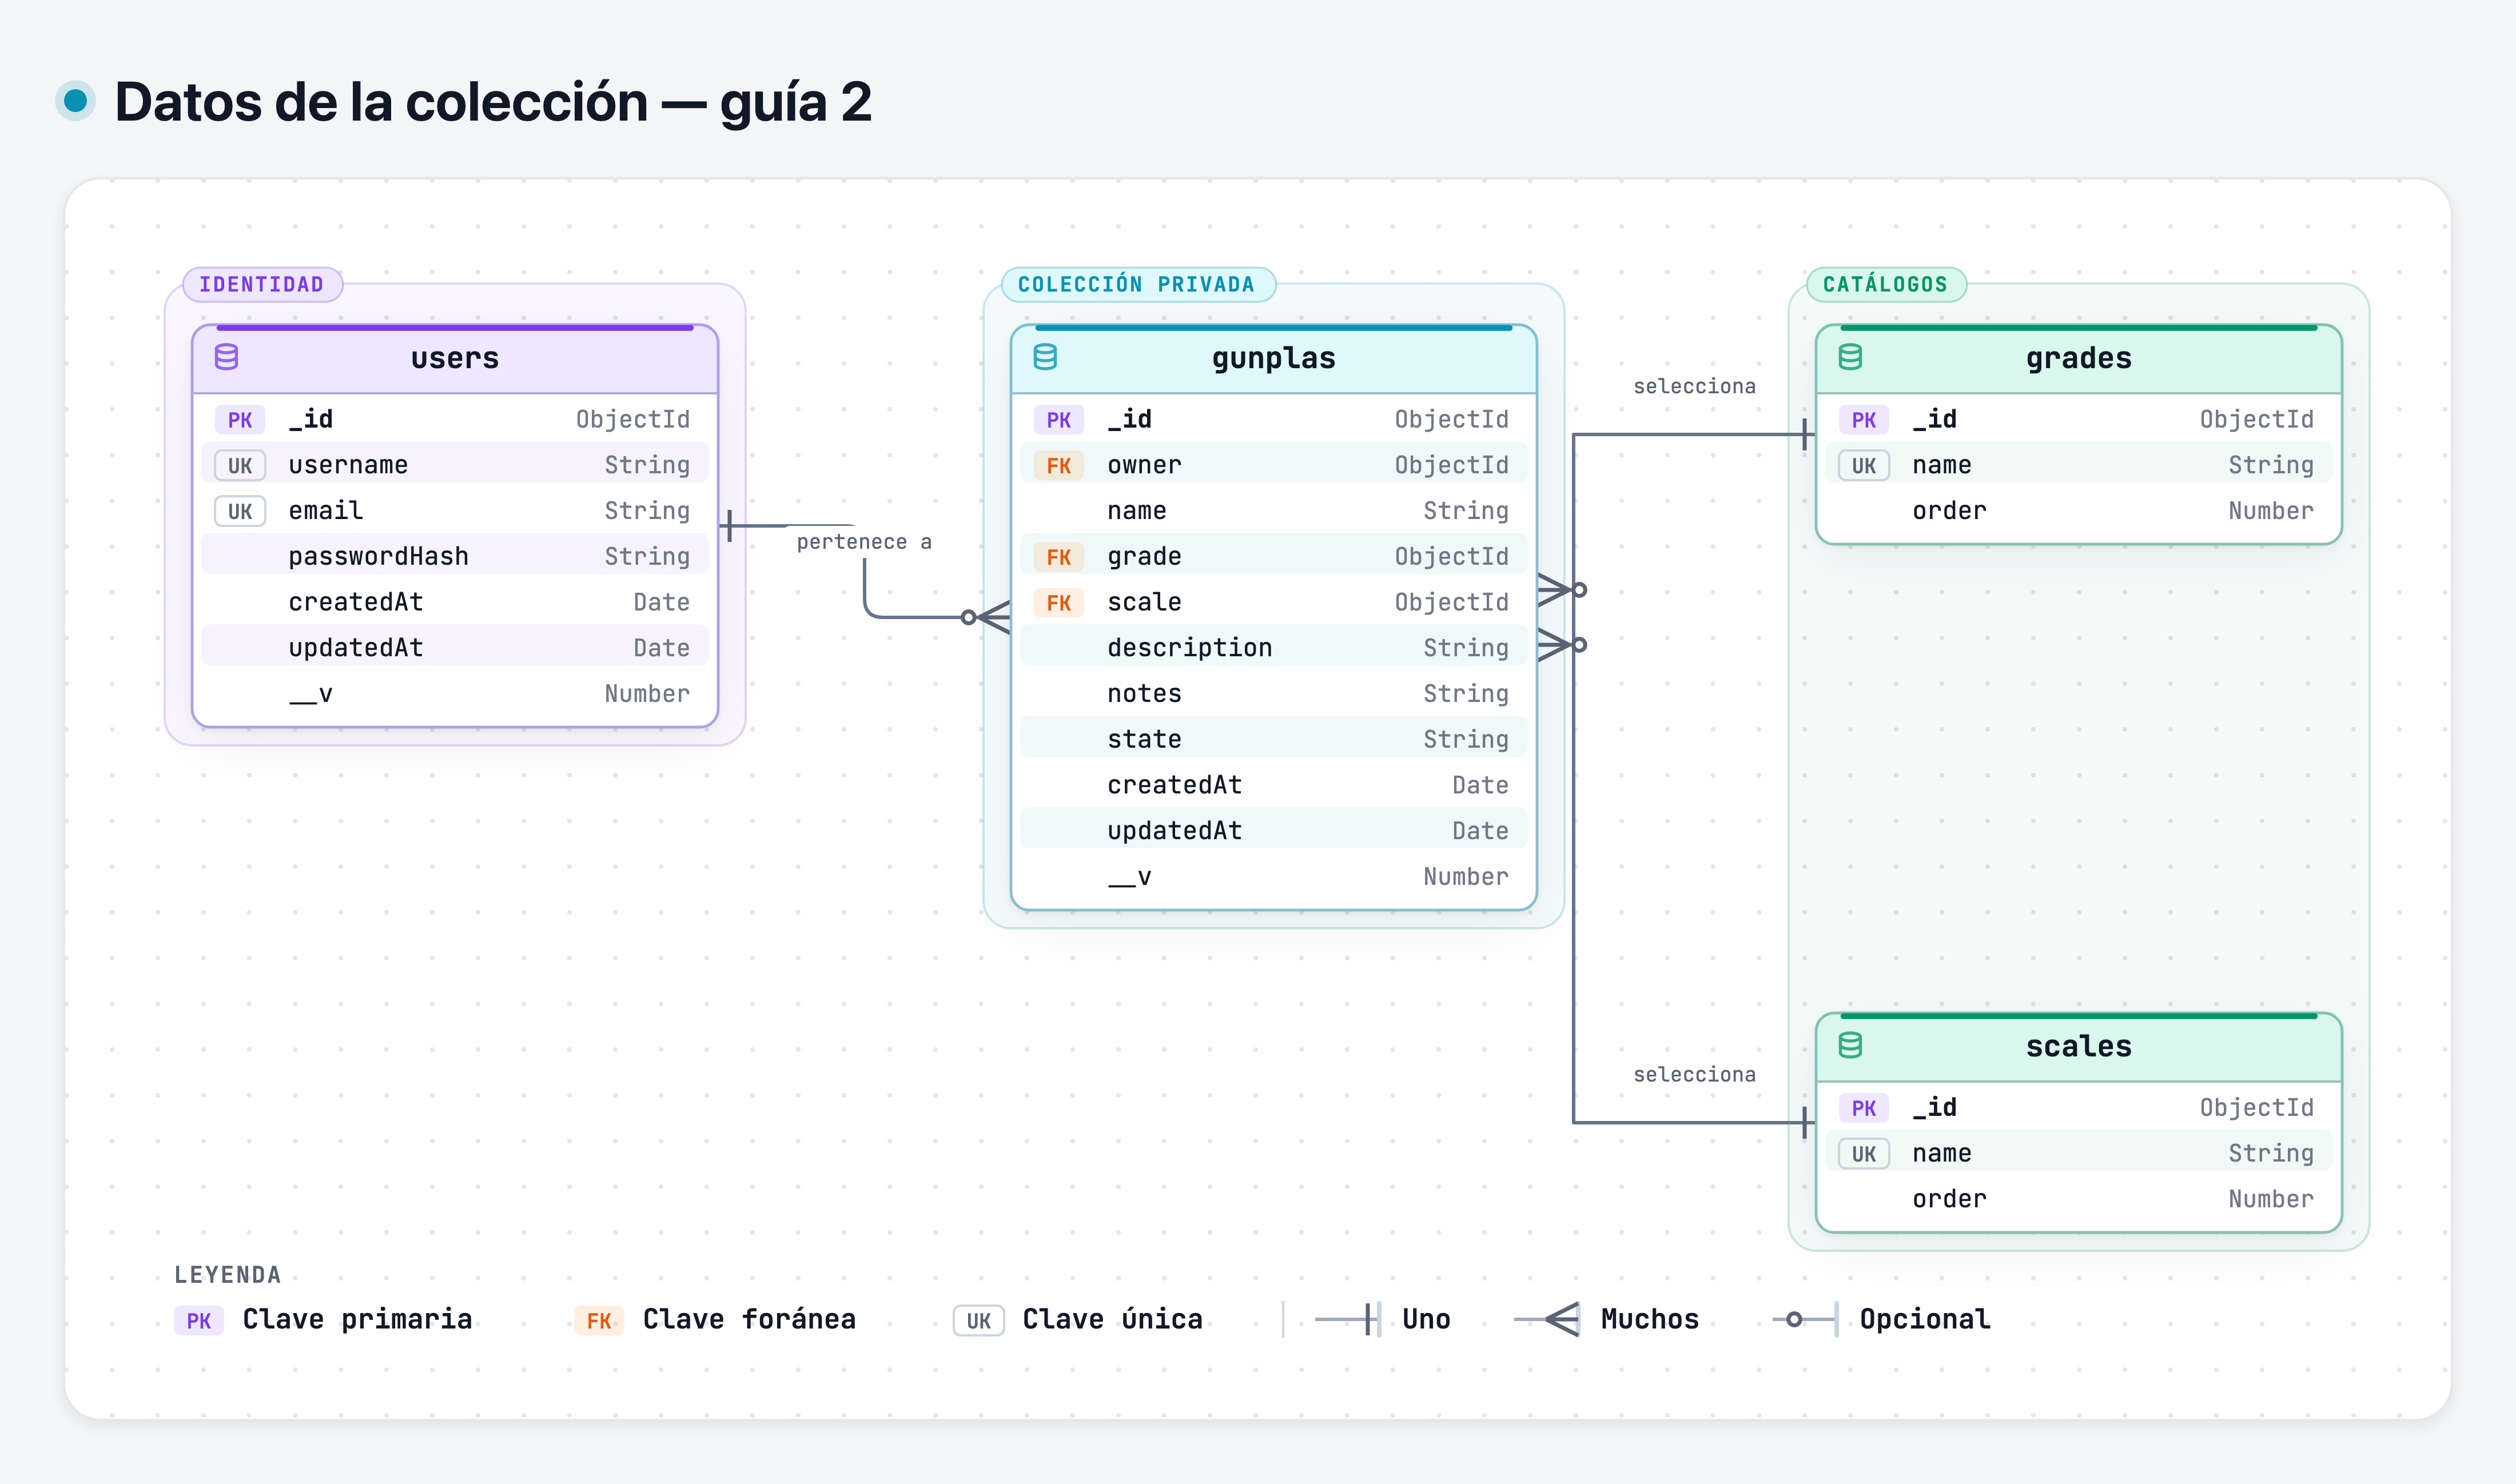 Datos de la colección — guía 2
IDENTIDAD
users
PK _id ObjectId
UK username String
UK email String
passwordHash String
createdAt Date
updatedAt Date
__v Number
pertenece a
COLECCIÓN PRIVADA
gunplas
PK _id ObjectId
FK owner ObjectId
name String
FK grade ObjectId
FK scale ObjectId
description String
notes String
state String
createdAt Date
updatedAt Date
__v Number
selecciona
CATÁLOGOS
grades
PK _id ObjectId
UK name String
order Number
selecciona
scales
PK _id ObjectId
UK name String
order Number
LEYENDA
PK Clave primaria FK Clave foránea UK Clave única Uno Muchos Opcional